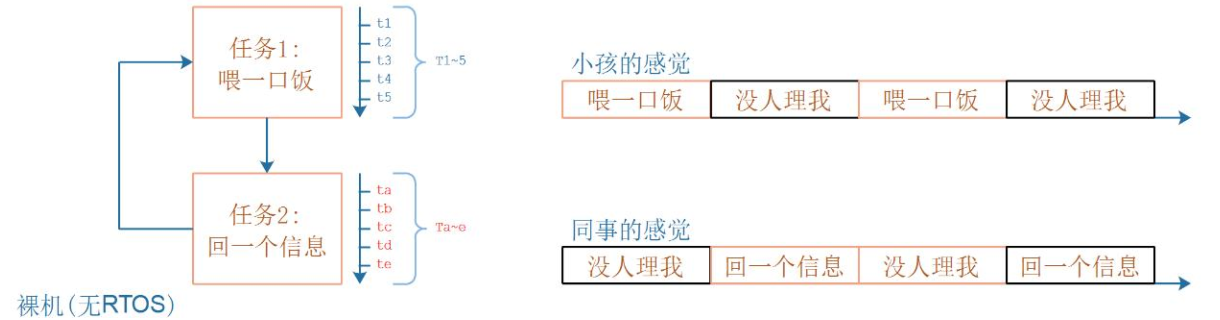 任务1:
喂一口饭
t1
t2
t3
t4
t5
T1~5
任务2:
回一个信息
ta
tb
tc
td
te
Ta~e
裸机(无RTOS)
小孩的感觉
喂一口饭 没人理我 喂一口饭 没人理我
同事的感觉
没人理我 回一个信息 没人理我 回一个信息